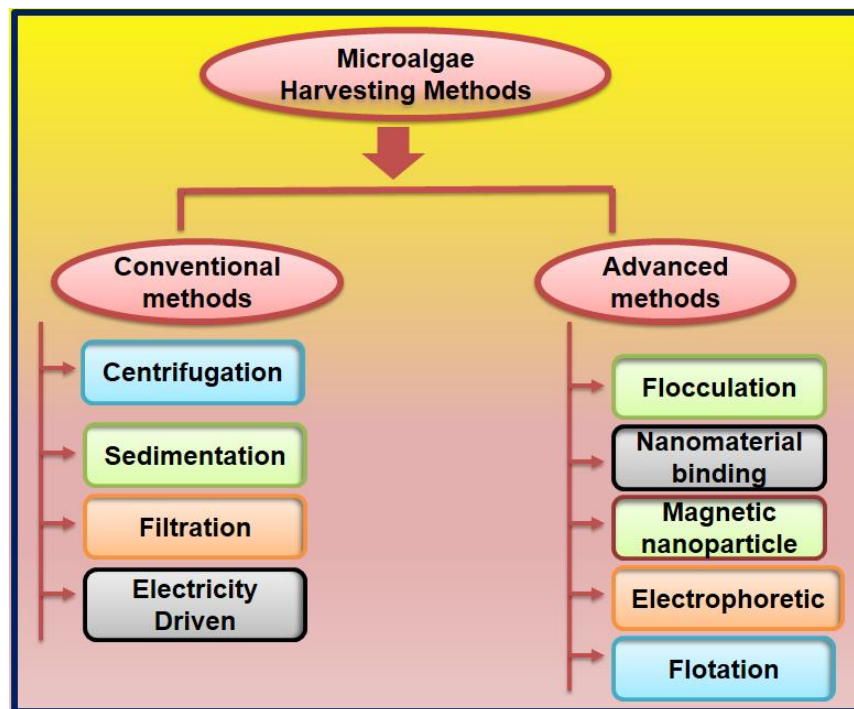 Microalgae
Harvesting Methods
Conventional
methods
Centrifugation
Sedimentation
Filtration
Electricity
Driven
Advanced
methods
Flocculation
Nanomaterial
binding
Magnetic
nanoparticle
Electrophoretic
Flotation